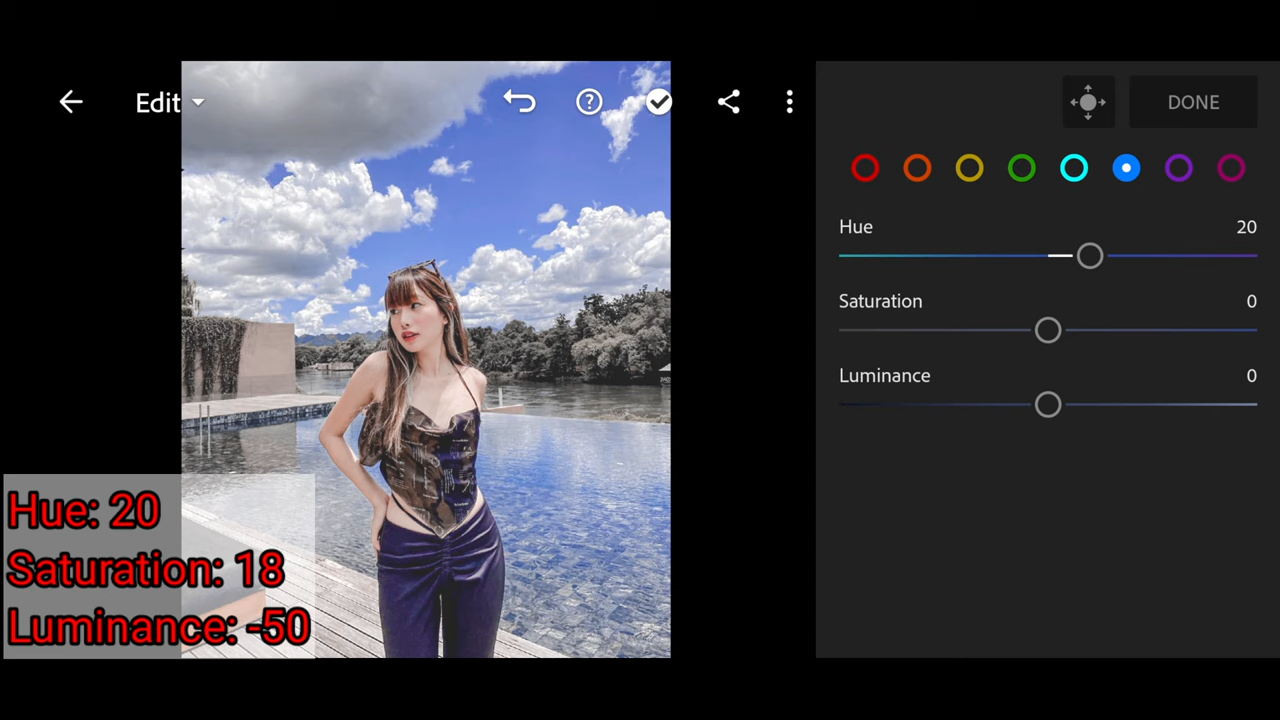 Edit
DONE
Hue 20
Saturation 0
Luminance 0
Hue: 20
Saturation: 18
Luminance: -50